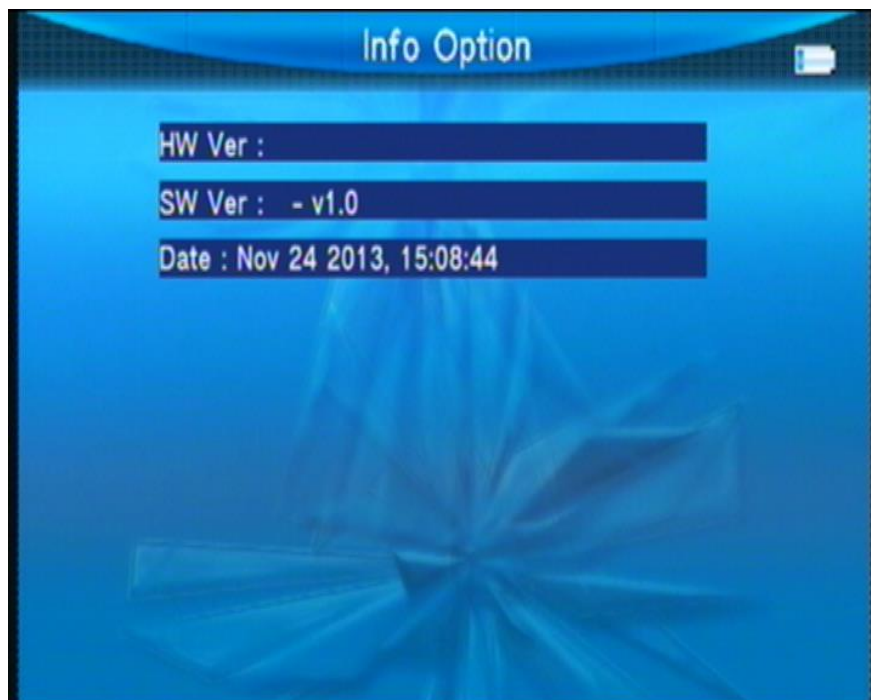 Info Option
HW Ver :
SW Ver : - v1.0
Date : Nov 24 2013, 15:08:44